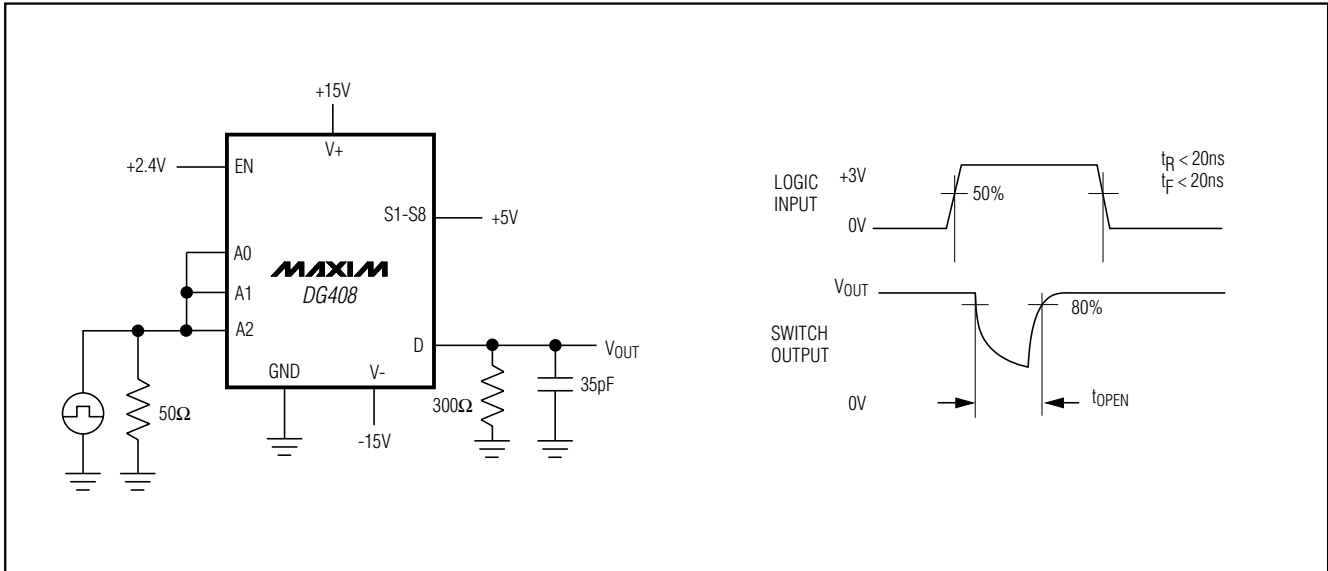 +15V
V+
+2.4V
EN
S1-S8
+5V
A0
MAXIM
A1
DG408
A2
D
VOUT
GND
V-
50Ω
300Ω
35pF
-15V
LOGIC
INPUT
+3V
50%
0V
tR < 20ns
tF < 20ns
VOUT
80%
SWITCH
OUTPUT
0V
tOPEN